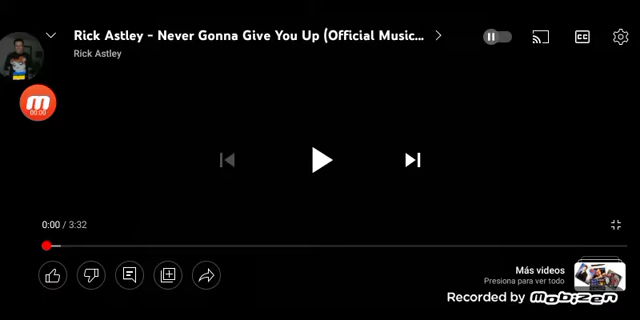 Rick Astley - Never Gonna Give You Up (Official Music...
Rick Astley
CC
m
00:00
0:00 / 3:32
Más videos
Presiona para ver todo
Recorded by mobizen